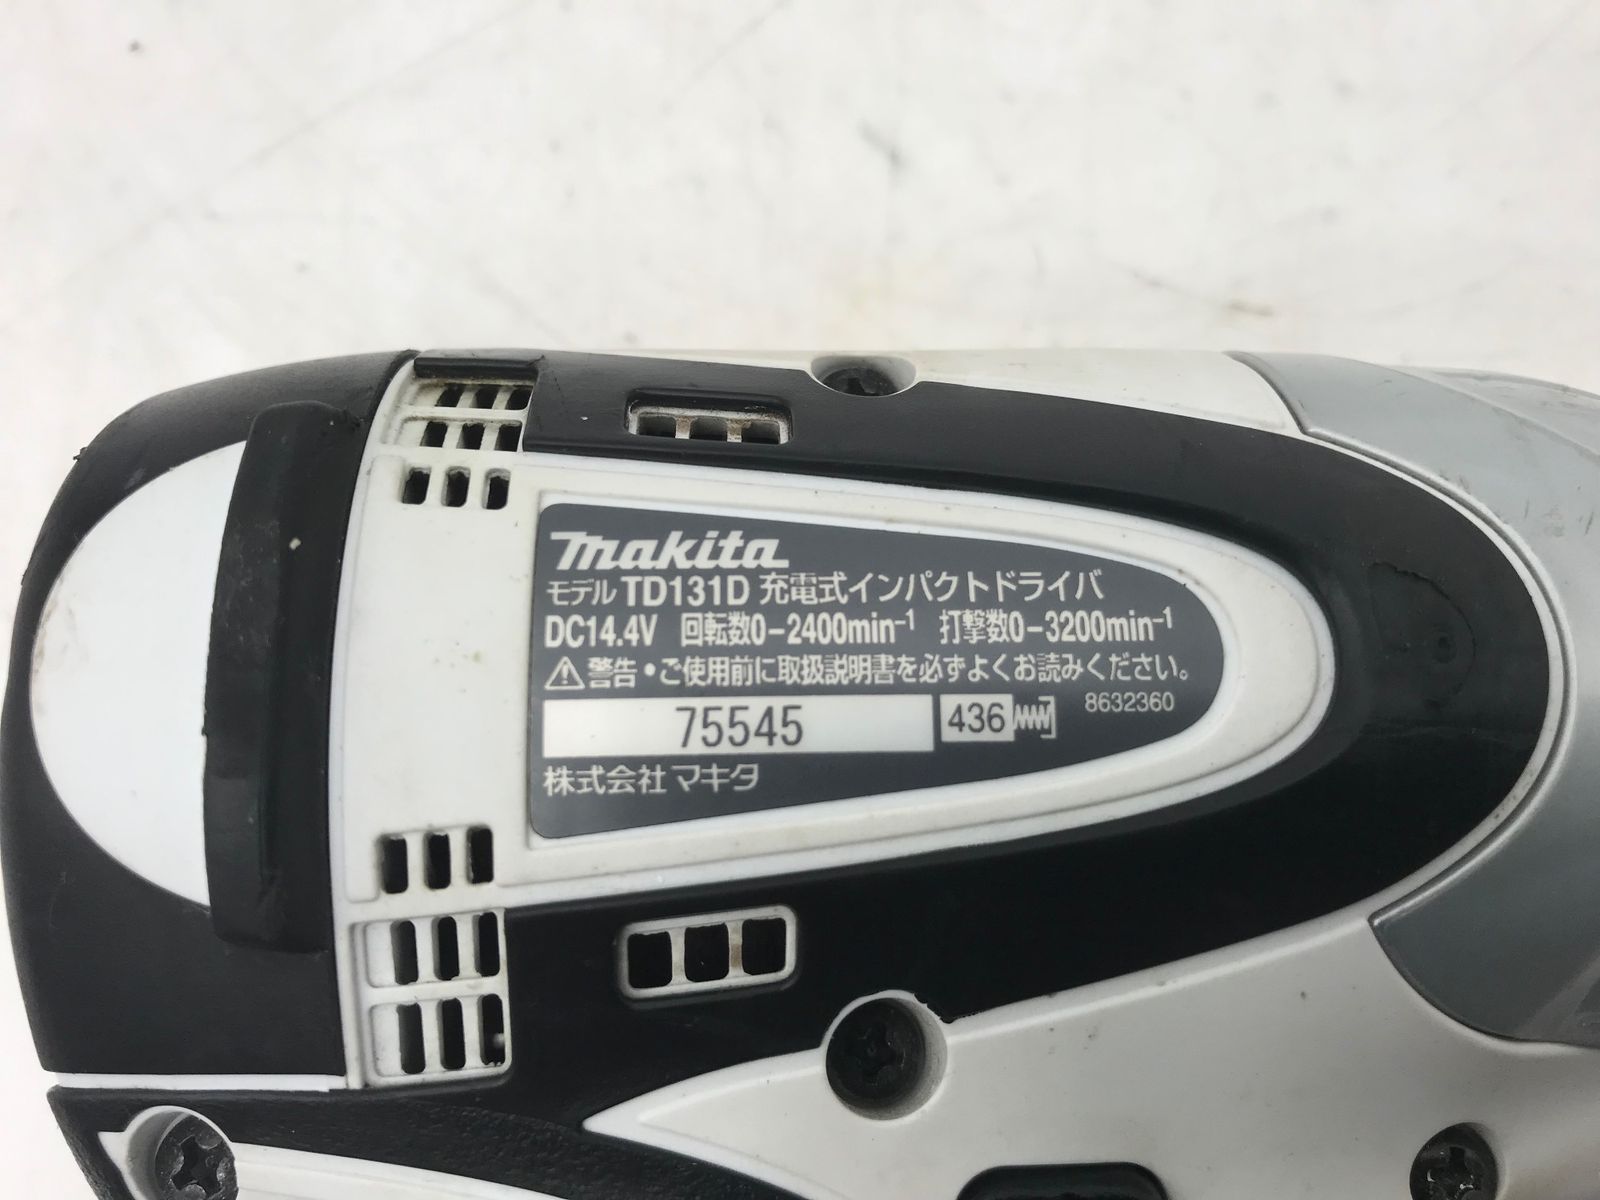 makita
モデル TD131D 充電式インパクトドライバ
DC14.4V 回転数0-2400min⁻¹ 打撃数0-3200min⁻¹
⚠警告・ご使用前に取扱説明書を必ずよくお読みください。
75545 436 8632360
株式会社 マキタ